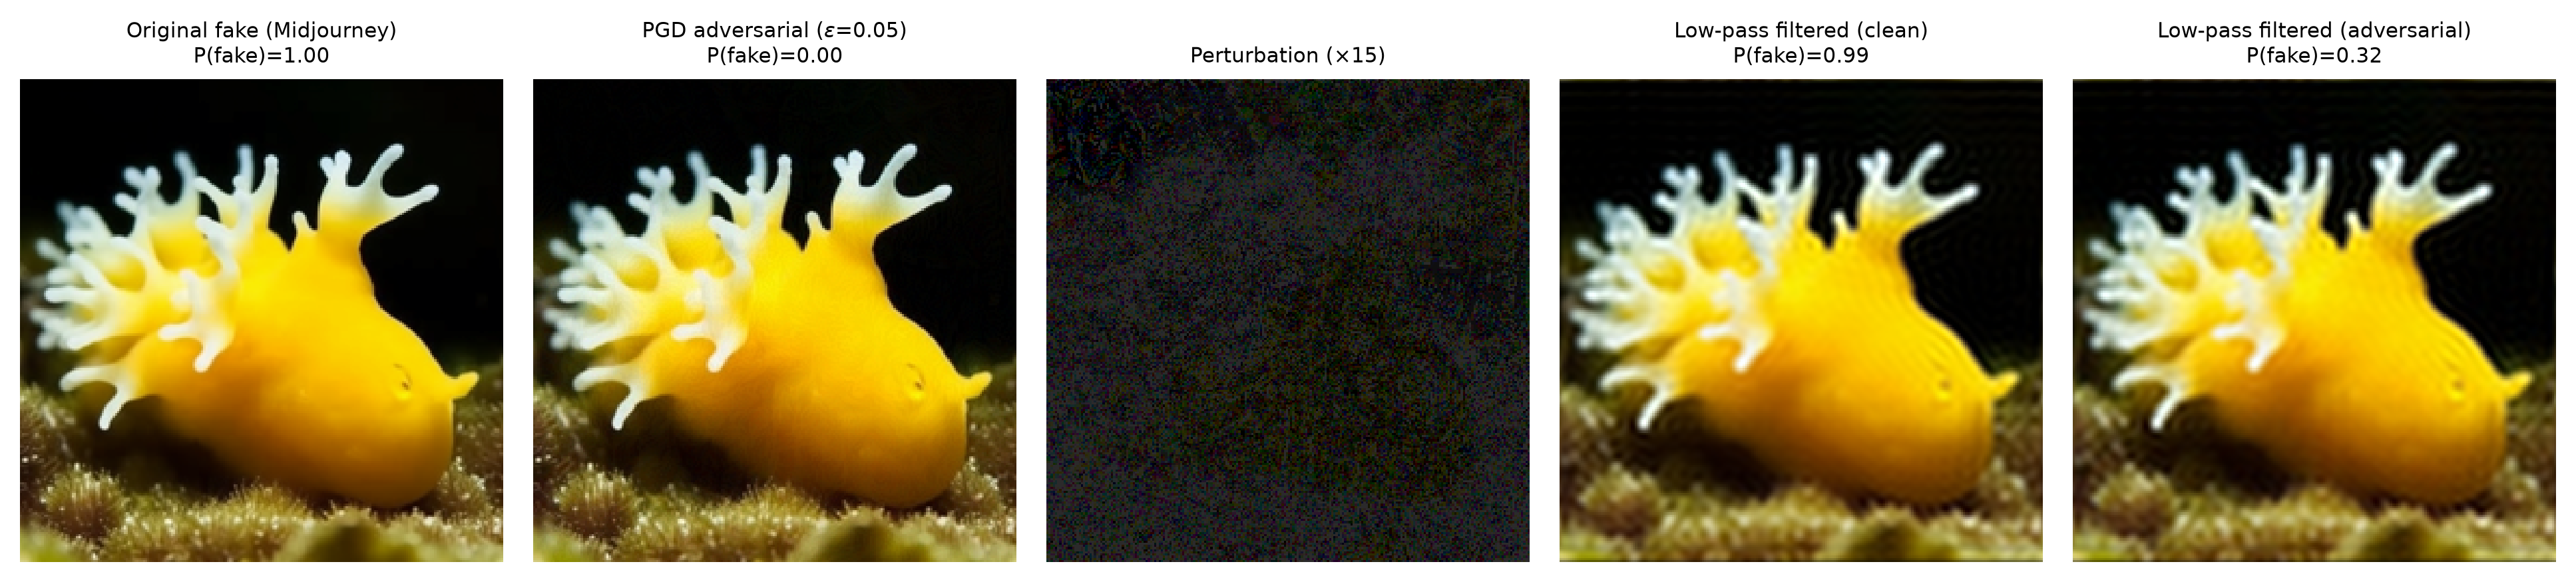 Original fake (Midjourney)
P(fake)=1.00
PGD adversarial (ε=0.05)
P(fake)=0.00
Perturbation (×15)
Low-pass filtered (clean)
P(fake)=0.99
Low-pass filtered (adversarial)
P(fake)=0.32